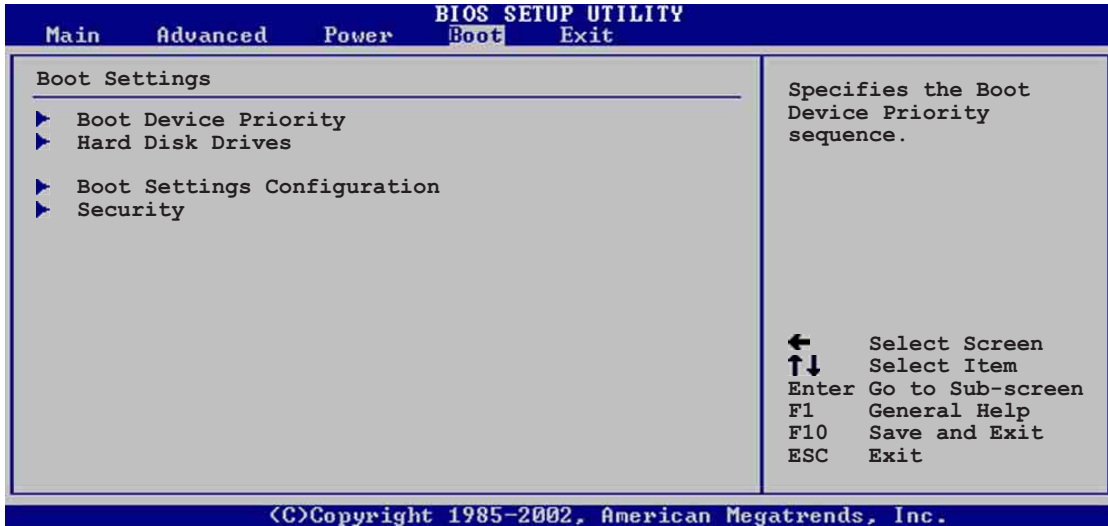 BIOS SETUP UTILITY
Main Advanced Power Boot Exit
Boot Settings
Boot Device Priority
Hard Disk Drives
Boot Settings Configuration
Security
Specifies the Boot
Device Priority
sequence.
← Select Screen
↑↓ Select Item
Enter Go to Sub-screen
F1 General Help
F10 Save and Exit
ESC Exit
(C)Copyright 1985-2002, American Megatrends, Inc.